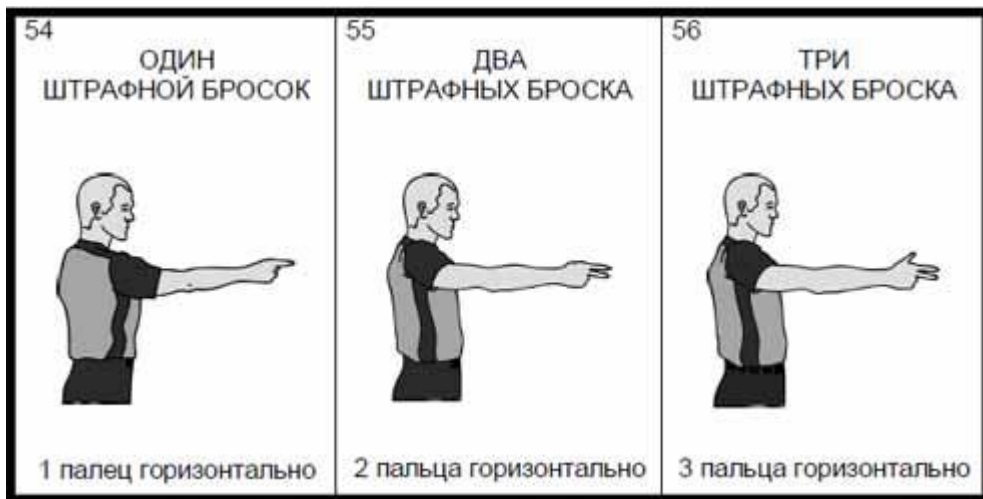 54
ОДИН
ШТРАФНОЙ БРОСОК
1 палец горизонтально
55
ДВА
ШТРАФНЫХ БРОСКА
2 пальца горизонтально
56
ТРИ
ШТРАФНЫХ БРОСКА
3 пальца горизонтально